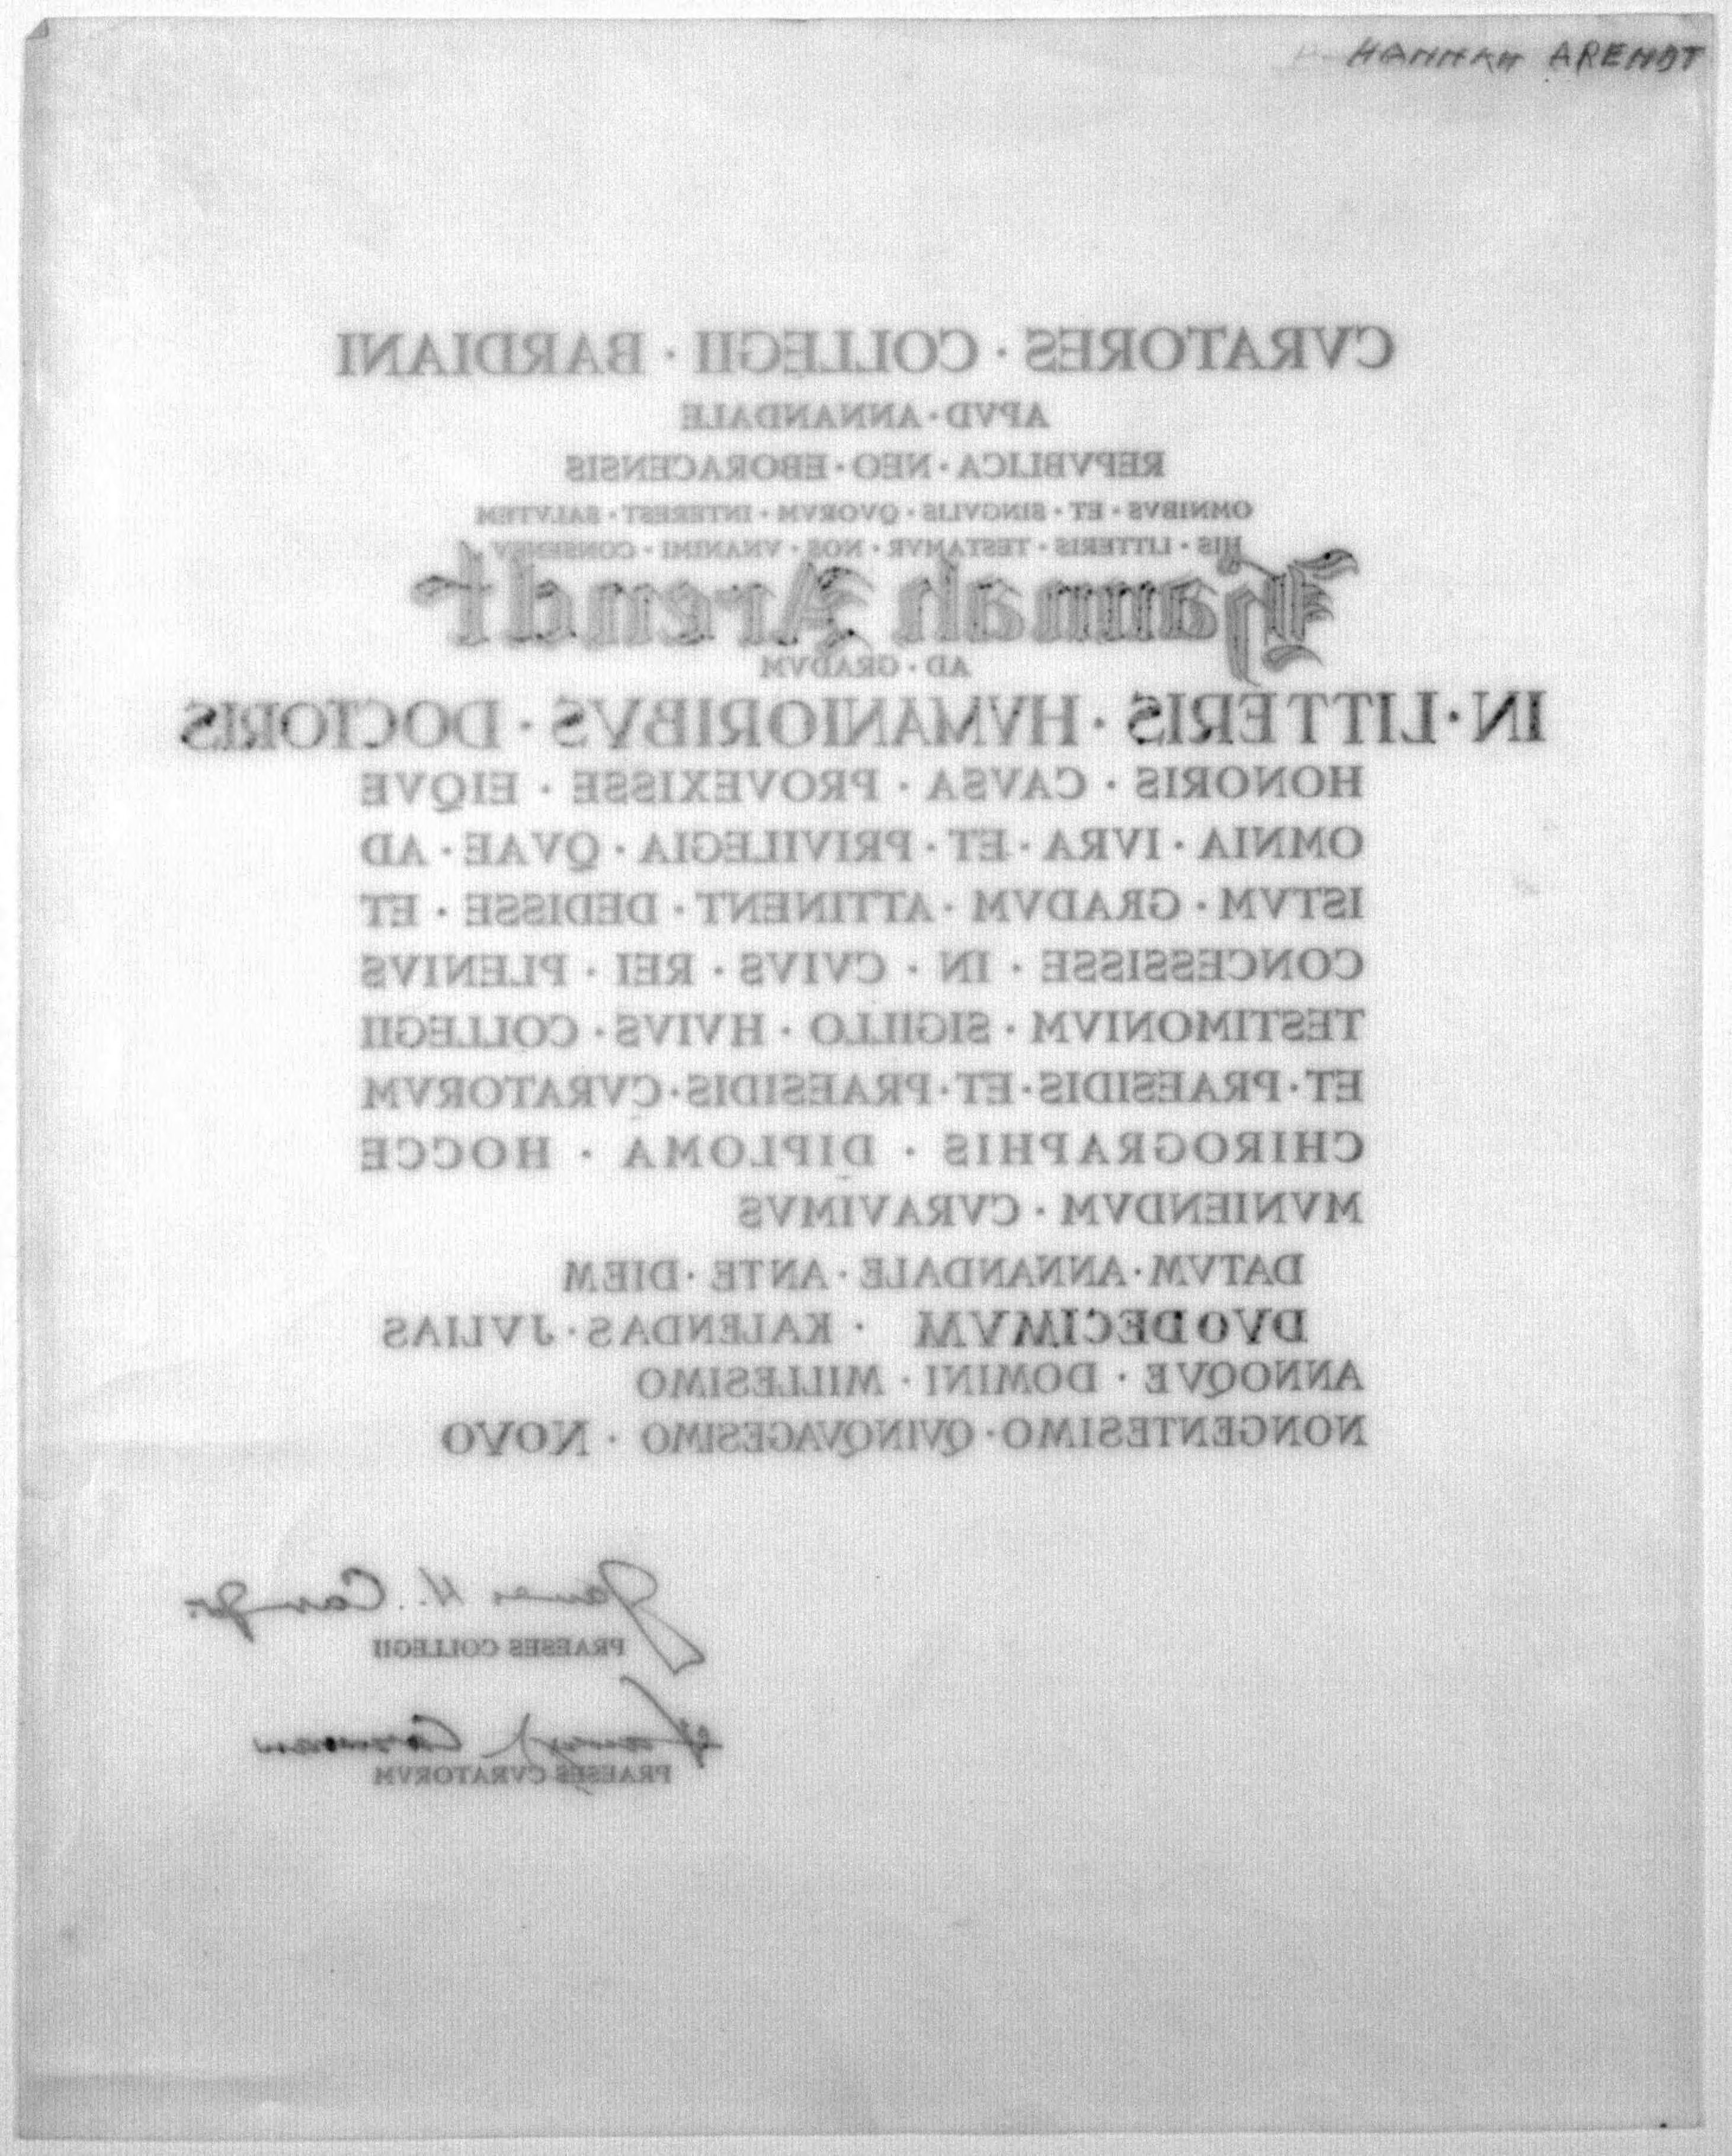 HANNAH ARENDT
CVRATORES · COLLEGII · BARDIANI
APVD · ANNANDALE
REPVBLICA · NEO · EBORACENSIS
OMNIBVS · ET · SINGVLIS · QVORVM · INTEREST · SALVTEM
HIS · LITTERIS · TESTAMVR · NOS · VNANIMI · CONSENSV
Hannah Arendt
AD · GRADVM
IN · LITTERIS · HVMANIORIBVS · DOCTORIS
HONORIS · CAVSA · PROVEXISSE · EIQVE
OMNIA · IVRA · ET · PRIVILEGIA · QVAE · AD
ISTVM · GRADVM · ATTINENT · DEDISSE · ET
CONCESSISSE · IN · CVIVS · REI · PLENIVS
TESTIMONIVM · SIGILLO · HVIVS · COLLEGII
ET · PRAESIDIS · ET · PRAESIDIS · CVRATORVM
CHIROGRAPHIS · DIPLOMA · HOCCE
MVNIENDVM · CVRAVIMVS
DATVM · ANNANDALE · ANTE · DIEM
DVODECIMVM · KALENDAS · JVLIAS
ANNOQVE · DOMINI · MILLESIMO
NONGENTESIMO · QVINQVAGESIMO · NOVO
James H. Case Jr.
PRAESES COLLEGII
PRAESES CVRATORVM